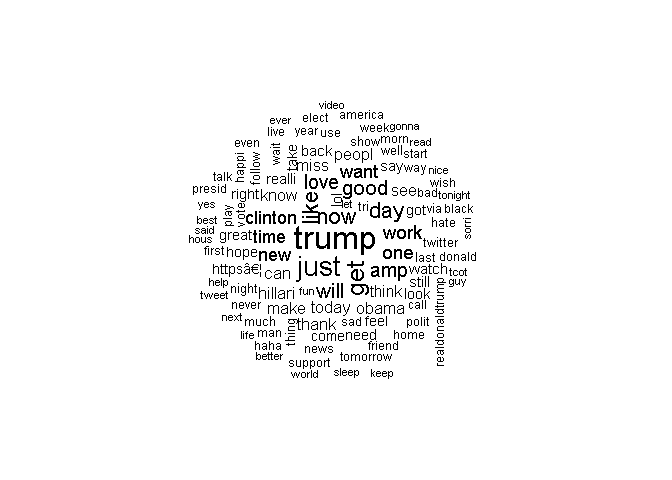 video
ever elect america
live year use week gonna
even wait take show morn read
happi follow back peopl well start
miss want say way nice
talk realli love good see bad wish
presid right know like lol let tri day got tonight
yes play vote clinton now via black
best great time trump work hate sorri
said hous new one twitter
first hope just get last donald
httpsâ€¦ can amp watch tcot
help night hillari fun will think still guy
tweet never make today obama look call
next much thing thank sad feel polit realdonaldtrump
life man come need home
haha news friend
better support tomorrow
world sleep keep